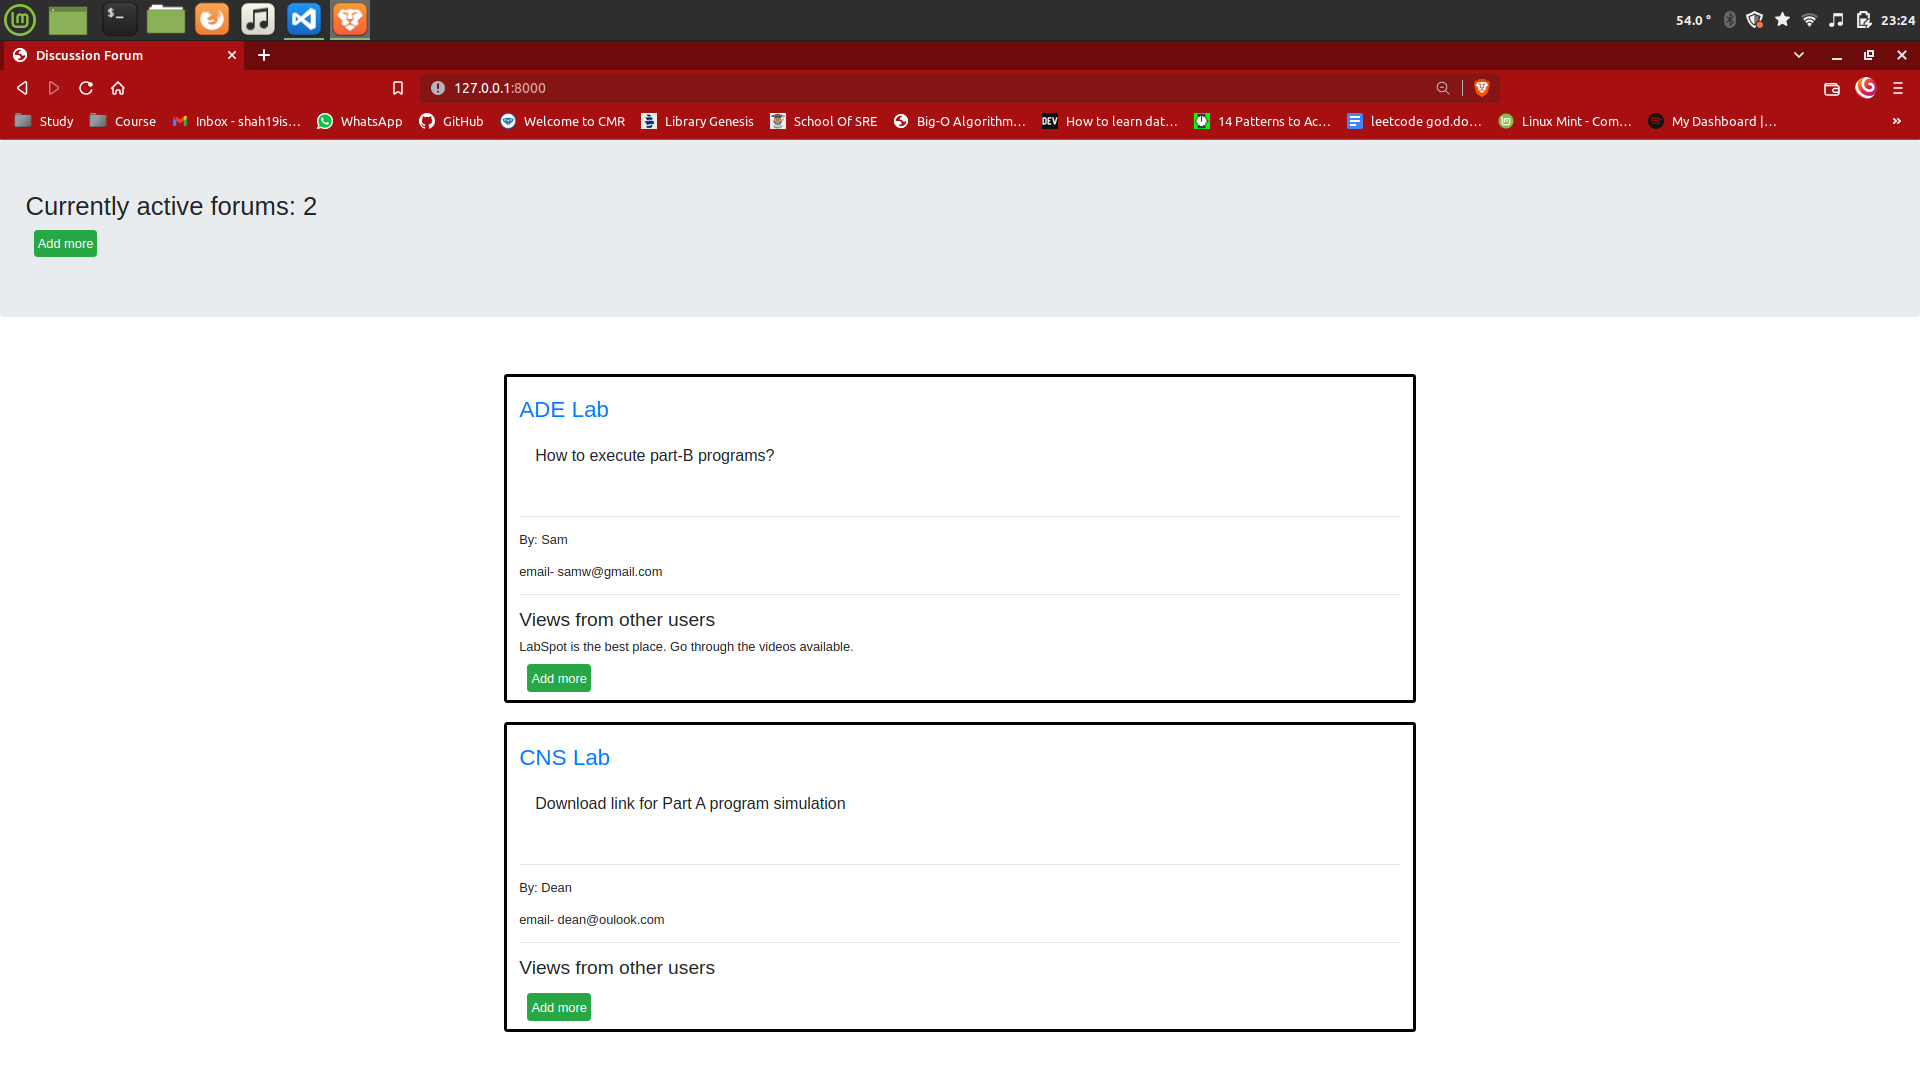 $_
54.0 °
23:24
Discussion Forum
127.0.0.1:8000
Study
Course
Inbox - shah19is...
WhatsApp
GitHub
Welcome to CMR
Library Genesis
School Of SRE
Big-O Algorithm...
DEV
How to learn dat...
14 Patterns to Ac...
leetcode god.do...
Linux Mint - Com...
My Dashboard |...
»
Currently active forums: 2
Add more
ADE Lab
How to execute part-B programs?
By: Sam
email- samw@gmail.com
Views from other users
LabSpot is the best place. Go through the videos available.
Add more
CNS Lab
Download link for Part A program simulation
By: Dean
email- dean@oulook.com
Views from other users
Add more